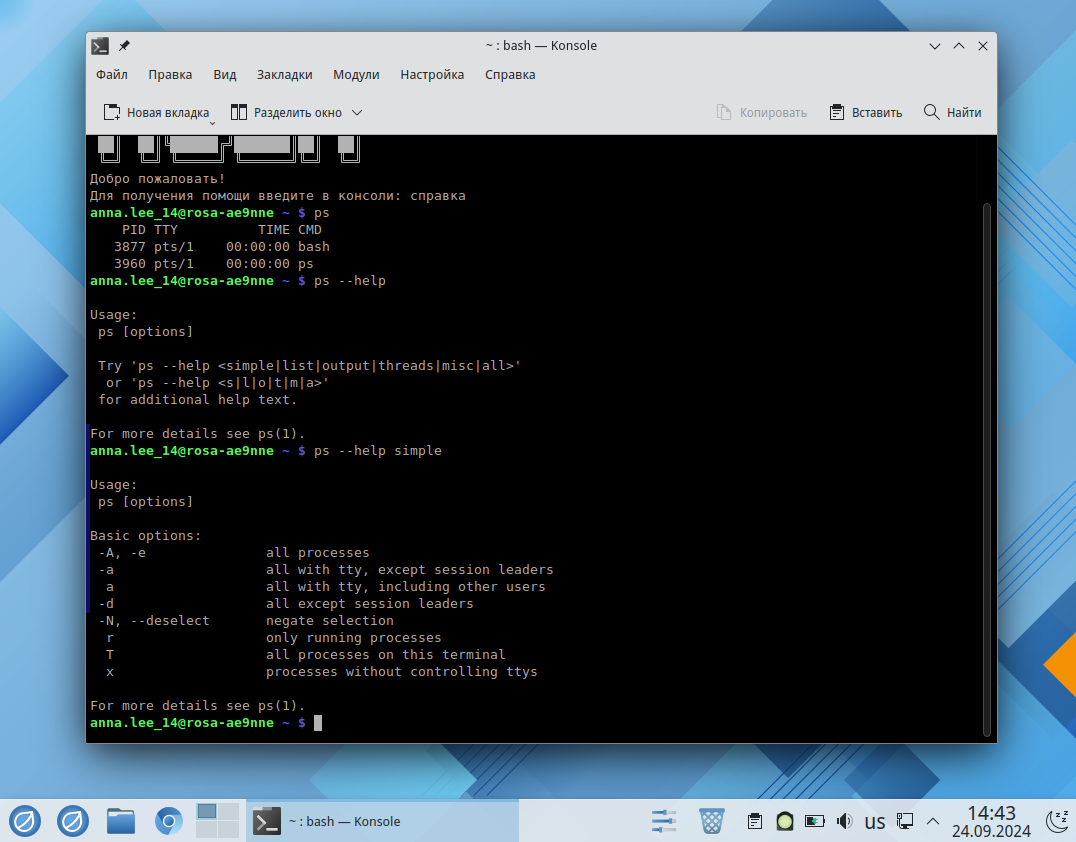 ~ : bash — Konsole
Файл Правка Вид Закладки Модули Настройка Справка
Новая вкладка Разделить окно Копировать Вставить Найти
Добро пожаловать!
Для получения помощи введите в консоли: справка
anna.lee_14@rosa-ae9nne ~ $ ps
    PID TTY          TIME CMD
   3877 pts/1    00:00:00 bash
   3960 pts/1    00:00:00 ps
anna.lee_14@rosa-ae9nne ~ $ ps --help
Usage:
 ps [options]
 Try 'ps --help <simple|list|output|threads|misc|all>'
  or 'ps --help <s|l|o|t|m|a>'
 for additional help text.
For more details see ps(1).
anna.lee_14@rosa-ae9nne ~ $ ps --help simple
Usage:
 ps [options]
Basic options:
 -A, -e               all processes
 -a                   all with tty, except session leaders
  a                   all with tty, including other users
 -d                   all except session leaders
 -N, --deselect       negate selection
  r                   only running processes
  T                   all processes on this terminal
  x                   processes without controlling ttys
For more details see ps(1).
anna.lee_14@rosa-ae9nne ~ $
~ : bash — Konsole
us
14:43
24.09.2024